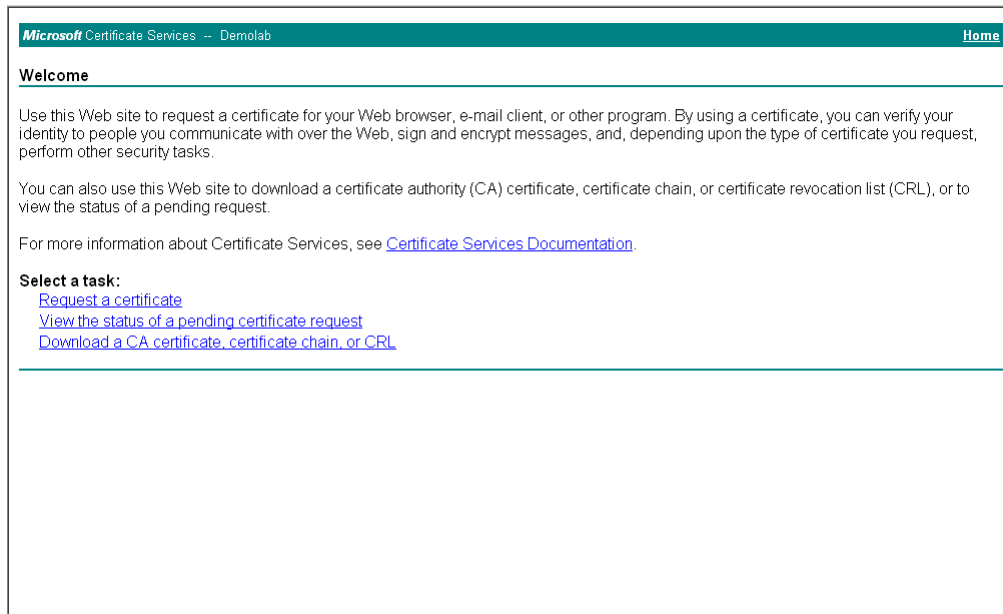 Microsoft Certificate Services -- Demolab Home
Welcome
Use this Web site to request a certificate for your Web browser, e-mail client, or other program. By using a certificate, you can verify your
identity to people you communicate with over the Web, sign and encrypt messages, and, depending upon the type of certificate you request,
perform other security tasks.
You can also use this Web site to download a certificate authority (CA) certificate, certificate chain, or certificate revocation list (CRL), or to
view the status of a pending request.
For more information about Certificate Services, see Certificate Services Documentation.
Select a task:
Request a certificate
View the status of a pending certificate request
Download a CA certificate, certificate chain, or CRL